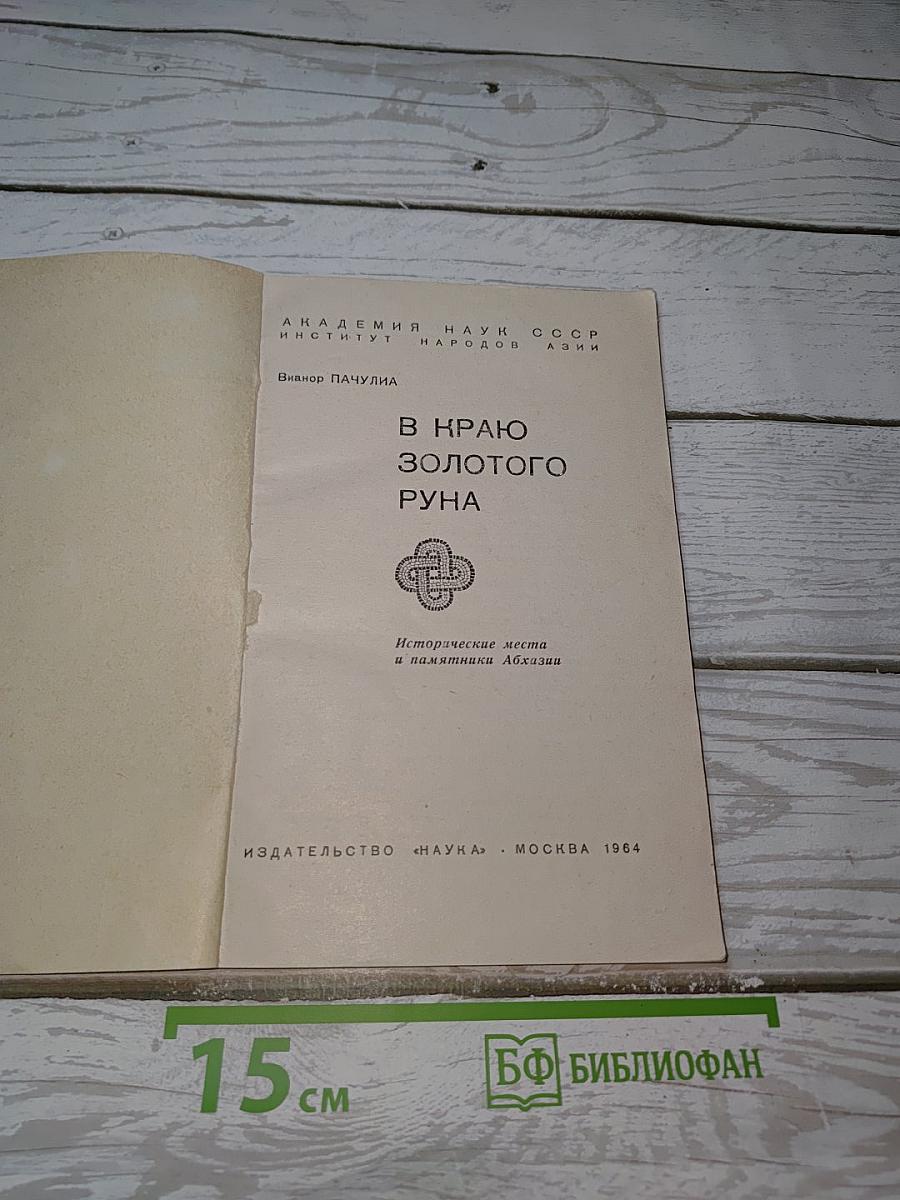 АКАДЕМИЯ НАУК СССР
ИНСТИТУТ НАРОДОВ АЗИИ
Вианор ПАЧУЛИА
В КРАЮ
ЗОЛОТОГО
РУНА
Исторические места
и памятники Абхазии
ИЗДАТЕЛЬСТВО «НАУКА» · МОСКВА 1964
15 см
БФ БИБЛИОФАН